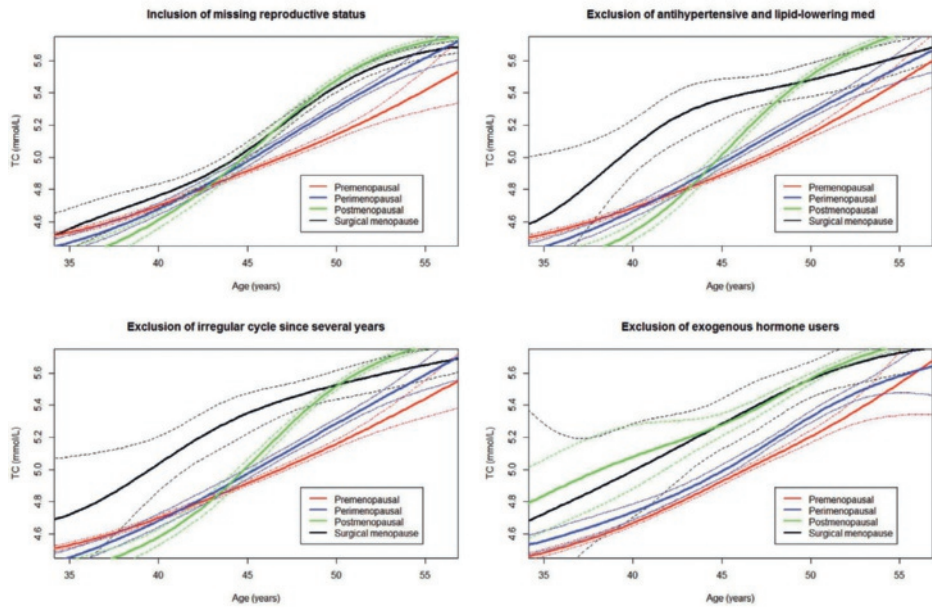 Inclusion of missing reproductive status
TC (mmol/L)
5.6
5.4
5.2
5.0
4.8
4.6
Premenopausal
Perimenopausal
Postmenopausal
Surgical menopause
35 40 45 50 55
Age (years)
Exclusion of antihypertensive and lipid-lowering med
TC (mmol/L)
5.6
5.4
5.2
5.0
4.8
4.6
Premenopausal
Perimenopausal
Postmenopausal
Surgical menopause
35 40 45 50 55
Age (years)
Exclusion of irregular cycle since several years
TC (mmol/L)
5.6
5.4
5.2
5.0
4.8
4.6
Premenopausal
Perimenopausal
Postmenopausal
Surgical menopause
35 40 45 50 55
Age (years)
Exclusion of exogenous hormone users
TC (mmol/L)
5.6
5.4
5.2
5.0
4.8
4.6
Premenopausal
Perimenopausal
Postmenopausal
Surgical menopause
35 40 45 50 55
Age (years)